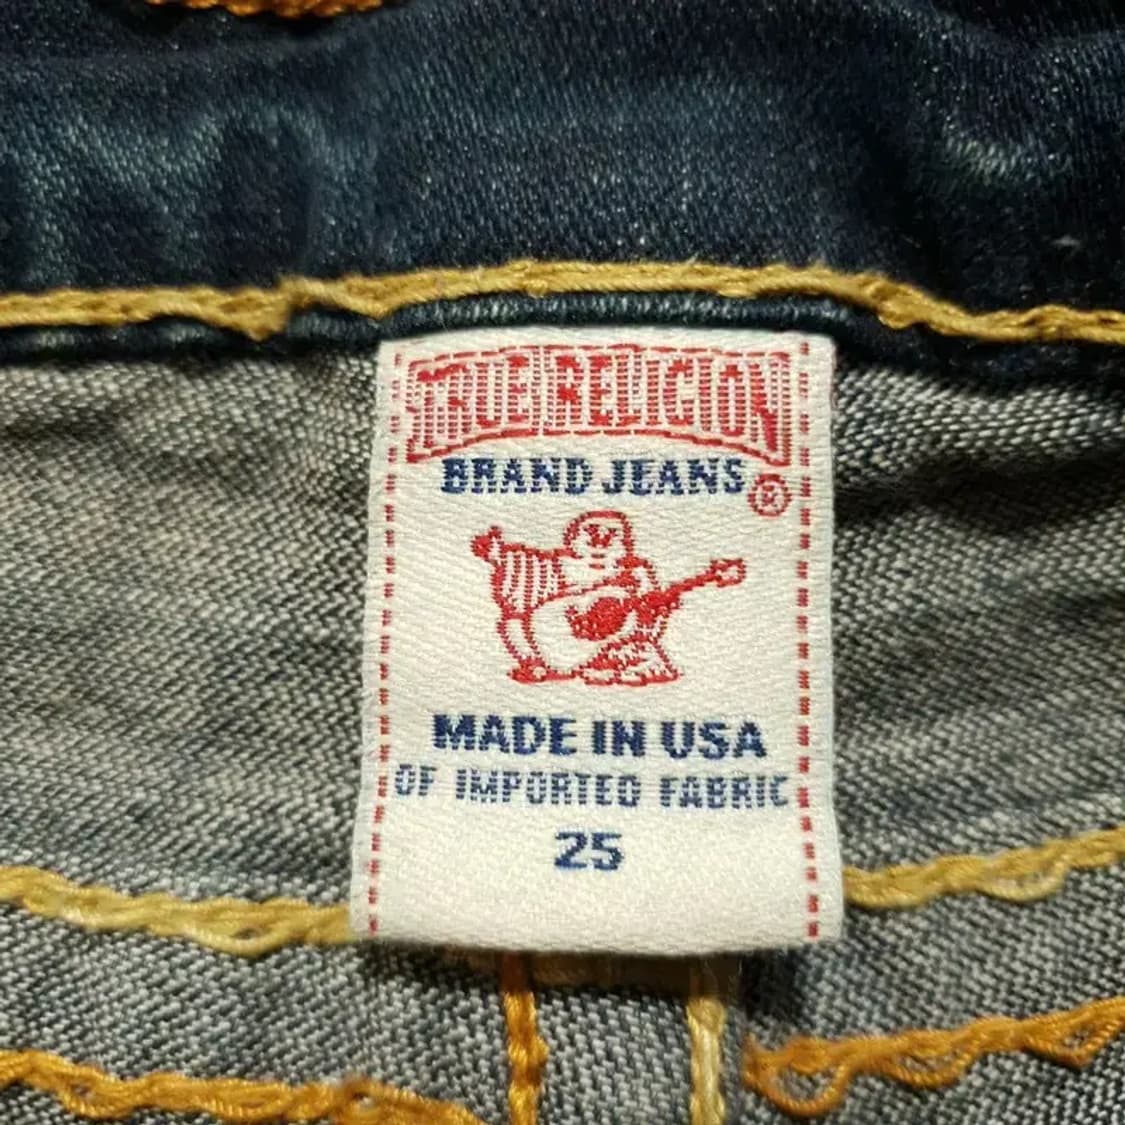 TRUE RELIGION
BRAND JEANS ®
MADE IN USA
OF IMPORTED FABRIC
25